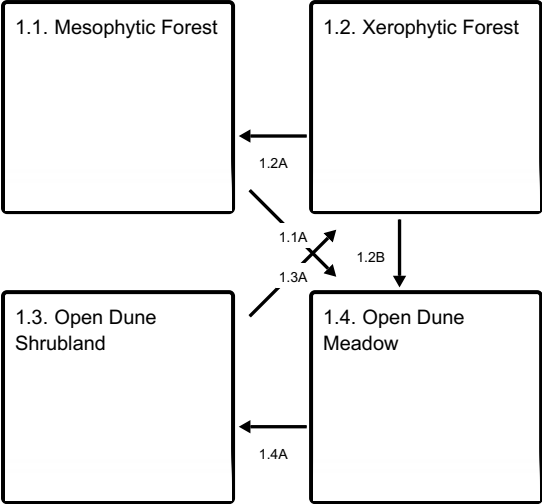 1.1. Mesophytic Forest
1.2. Xerophytic Forest
1.2A
1.1A
1.2B
1.3A
1.3. Open Dune
Shrubland
1.4. Open Dune
Meadow
1.4A